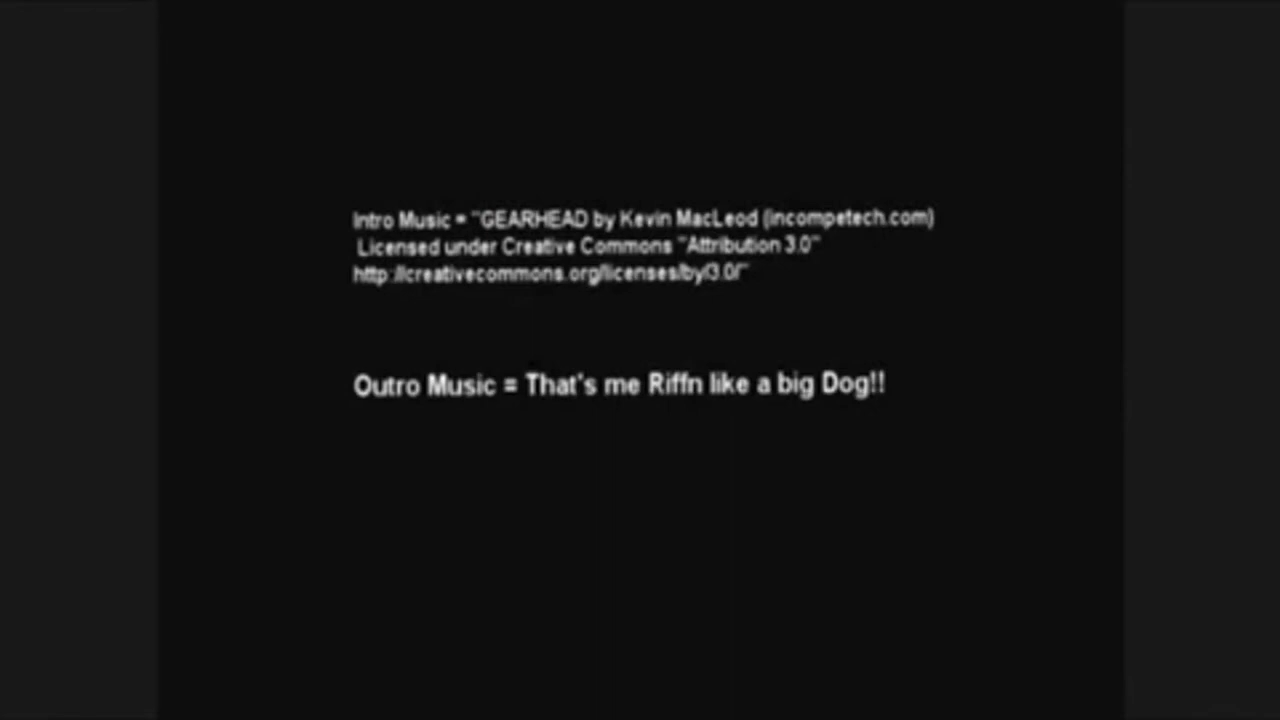 Intro Music = "GEARHEAD by Kevin MacLeod (incompetech.com)
Licensed under Creative Commons "Attribution 3.0"
http://creativecommons.org/licenses/by/3.0/"
Outro Music = That's me Riffn like a big Dog!!